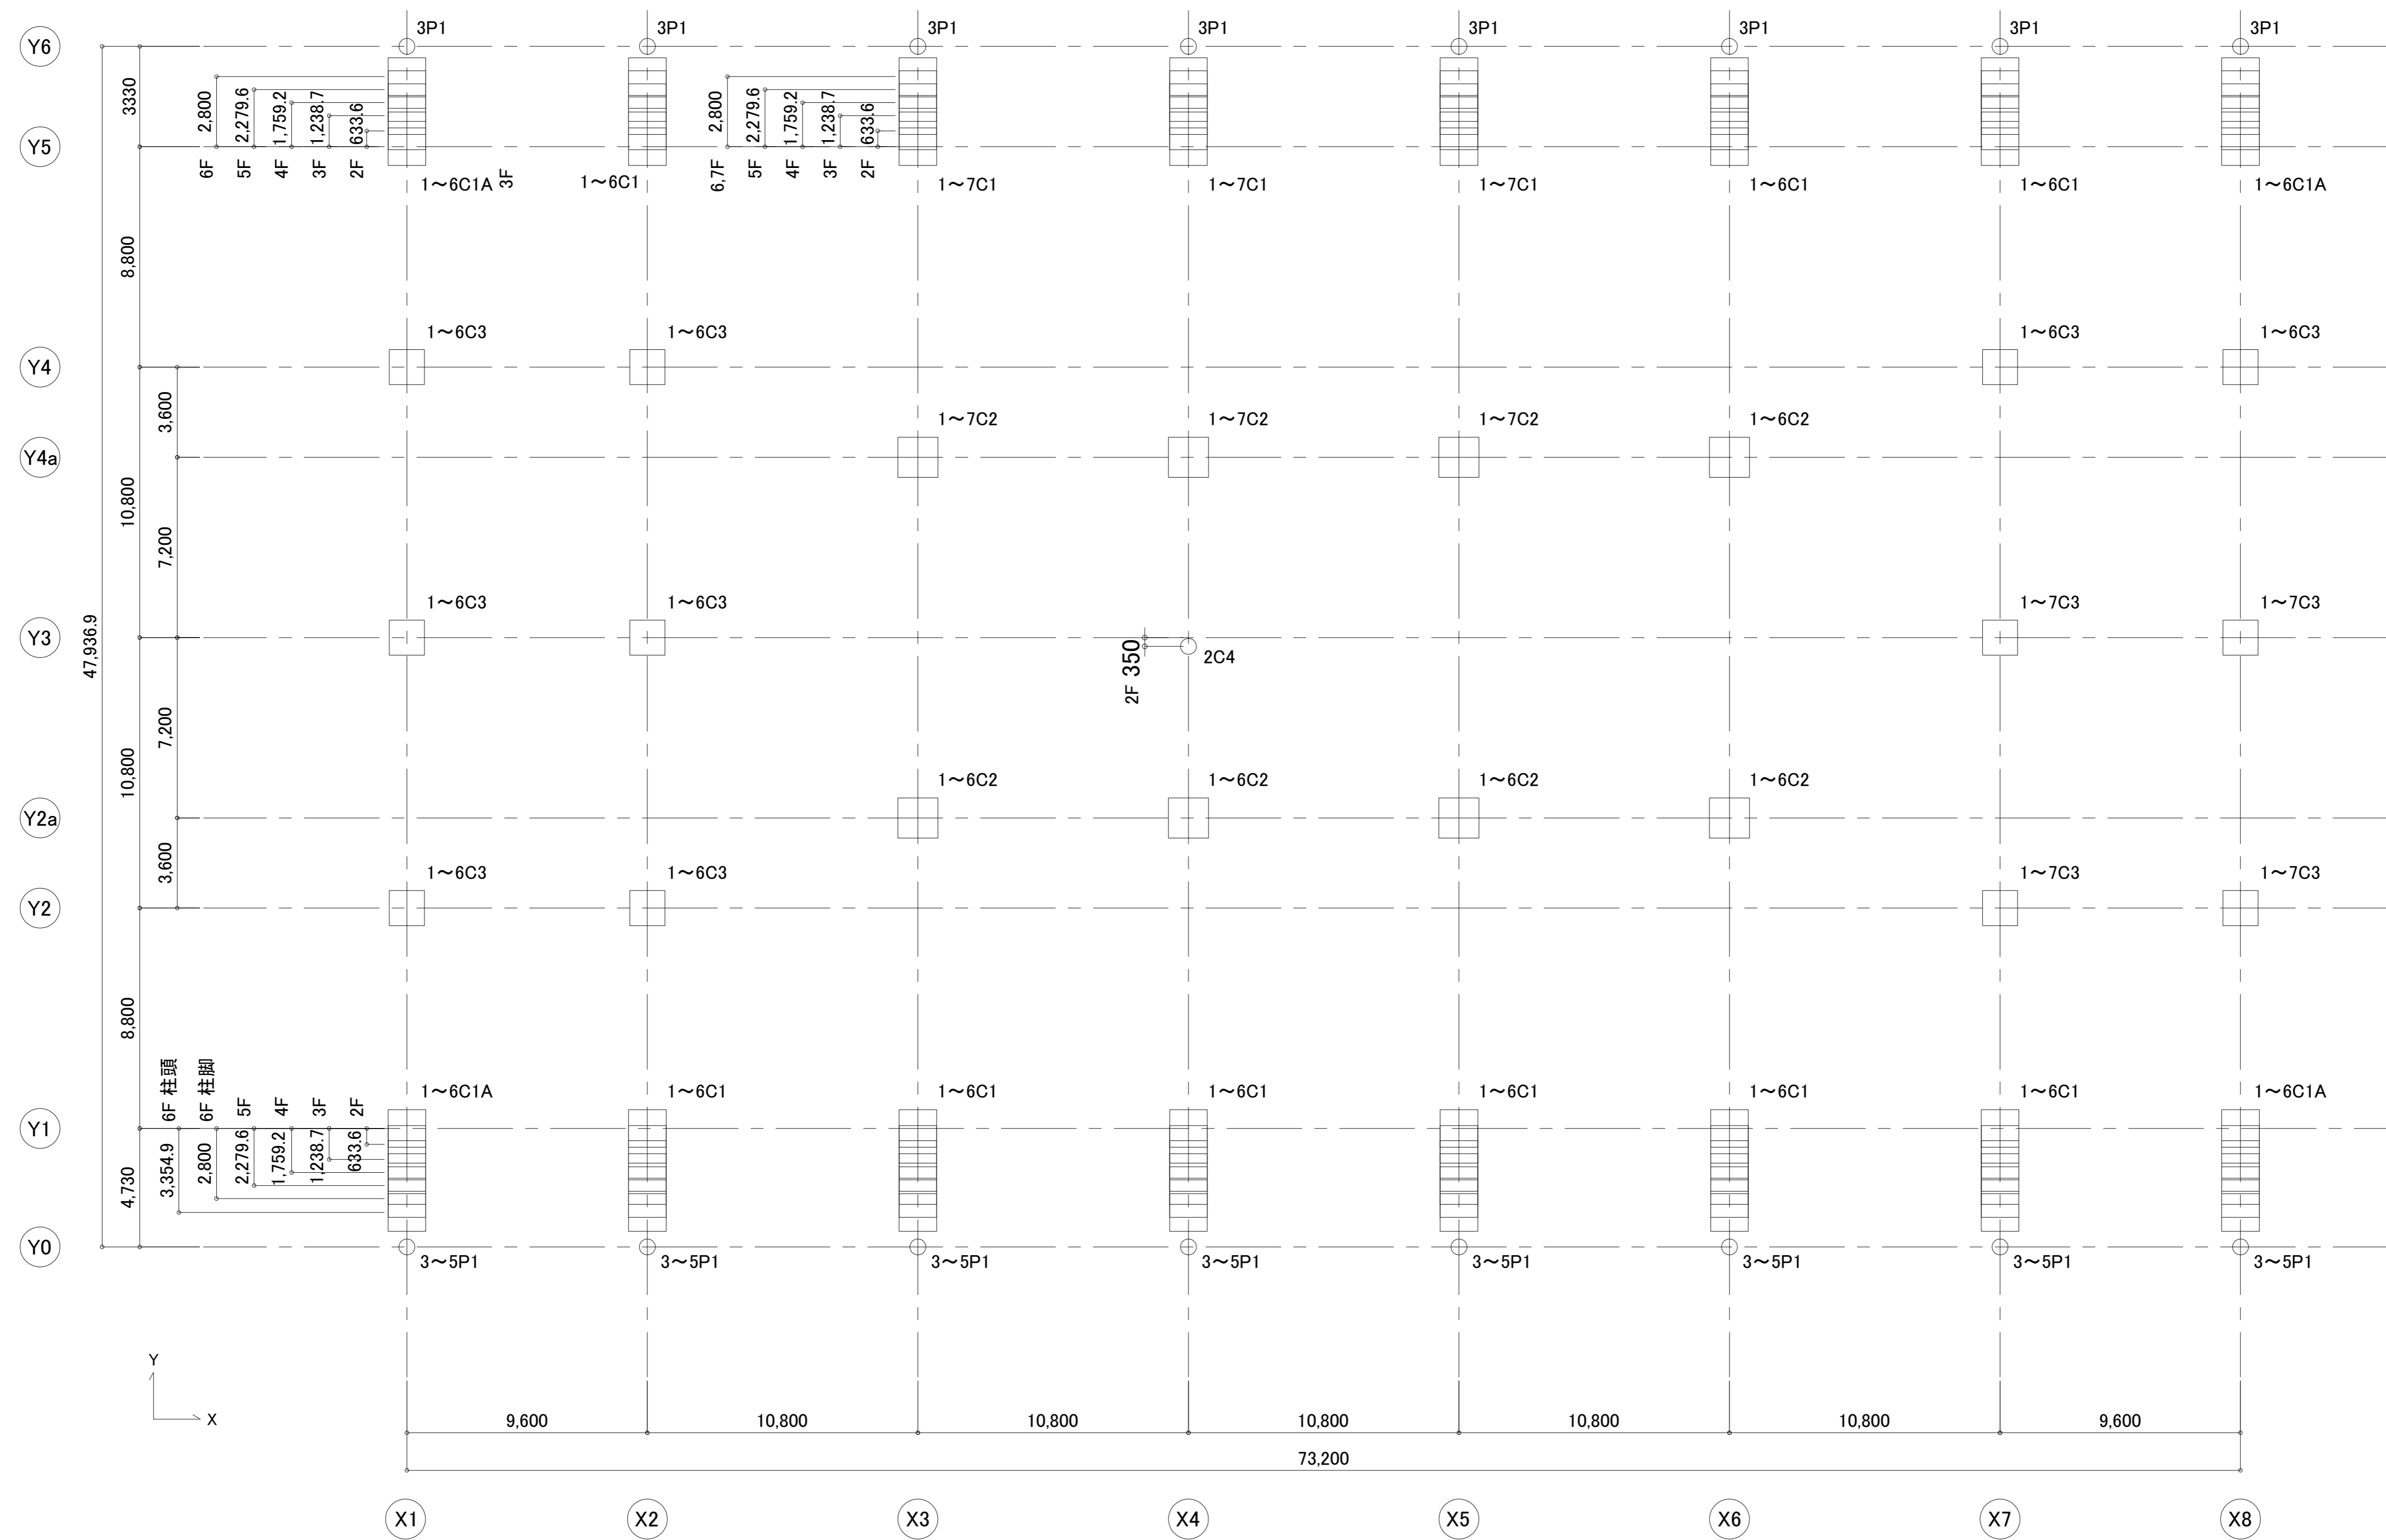 Y6
3P1 3P1 3P1 3P1 3P1 3P1 3P1 3P1
3330
6F 2,800
5F 2,279.6
4F 1,759.2
3F 1,238.7
2F 633.6
6,7F 2,800
5F 2,279.6
4F 1,759.2
3F 1,238.7
2F 633.6
Y5
1～6C1A 3F 1～6C1 1～7C1 1～7C1 1～7C1 1～6C1 1～6C1 1～6C1A
8,800
1～6C3 1～6C3 1～6C3 1～6C3
Y4
3,600
1～7C2 1～7C2 1～7C2 1～6C2
Y4a
10,800
7,200
1～6C3 1～6C3 1～7C3 1～7C3
Y3
47,936.9
2F 350
2C4
7,200
10,800
1～6C2 1～6C2 1～6C2 1～6C2
Y2a
3,600
1～6C3 1～6C3 1～7C3 1～7C3
Y2
8,800
6F 柱頭 3,354.9
6F 柱脚 2,800
5F 2,279.6
4F 1,759.2
3F 1,238.7
2F 633.6
1～6C1A 1～6C1 1～6C1 1～6C1 1～6C1 1～6C1 1～6C1 1～6C1A
Y1
4,730
Y0
3～5P1 3～5P1 3～5P1 3～5P1 3～5P1 3～5P1 3～5P1 3～5P1
Y
X
9,600 10,800 10,800 10,800 10,800 10,800 9,600
73,200
X1 X2 X3 X4 X5 X6 X7 X8